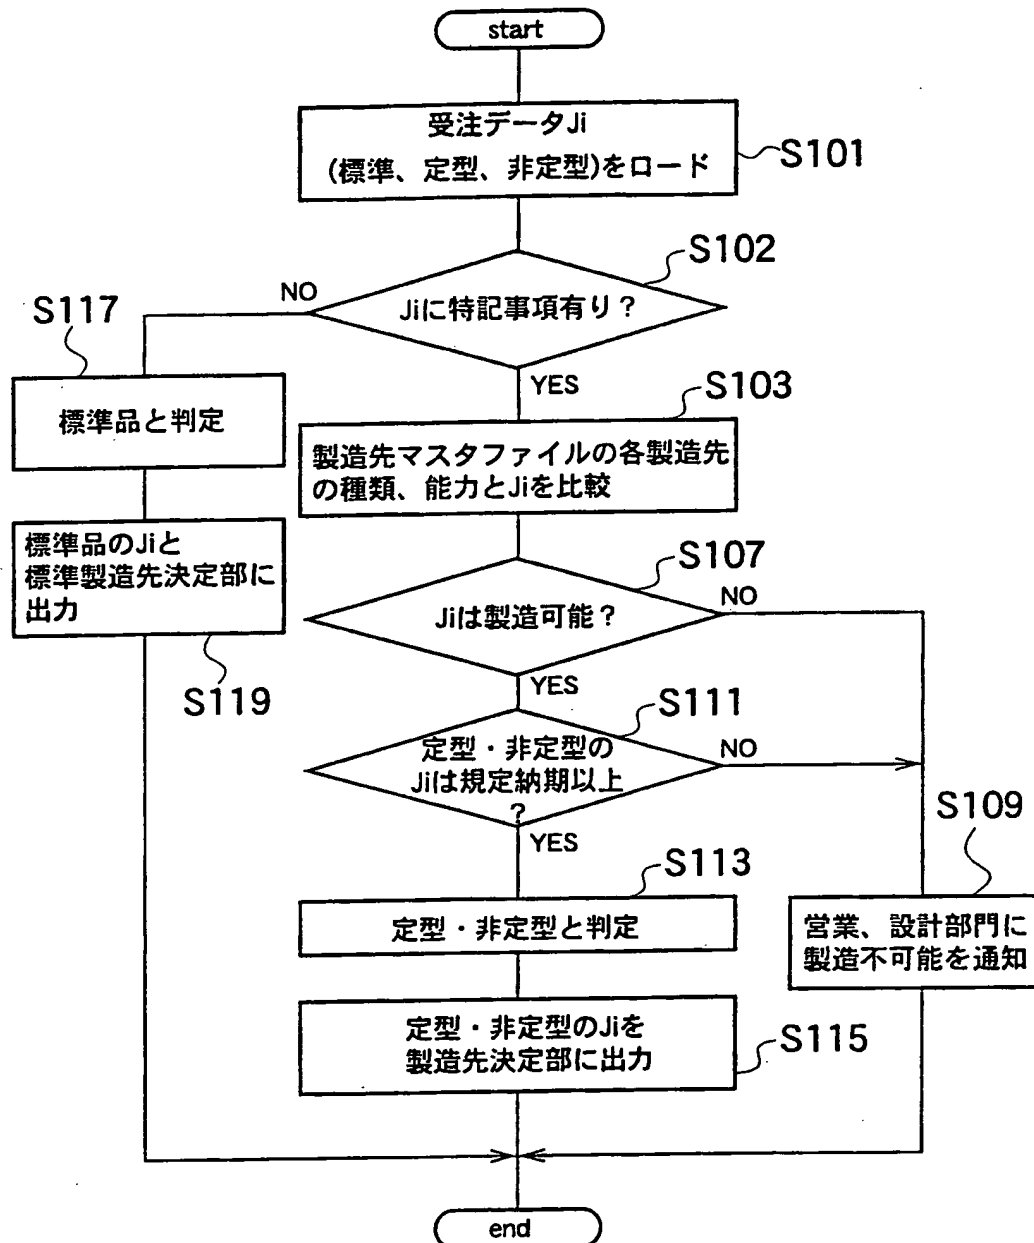 start
受注データJi
(標準、定型、非定型)をロード
S101
S102
Jiに特記事項有り？
NO
YES
S117
標準品と判定
S103
製造先マスタファイルの各製造先
の種類、能力とJiを比較
標準品のJiと
標準製造先決定部に
出力
S119
S107
Jiは製造可能？
NO
YES
S111
定型・非定型の
Jiは規定納期以上
？
NO
YES
S109
営業、設計部門に
製造不可能を通知
S113
定型・非定型と判定
定型・非定型のJiを
製造先決定部に出力
S115
end